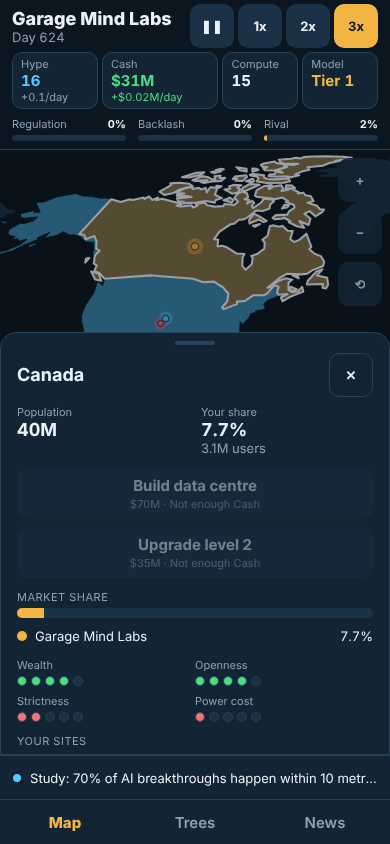 Garage Mind Labs
Day 624
❚❚
1x
2x
3x
Hype
16
+0.1/day
Cash
$31M
+$0.02M/day
Compute
15
Model
Tier 1
Regulation 0%
Backlash 0%
Rival 2%
+
−
⟲
Canada
×
Population
40M
Your share
7.7%
3.1M users
Build data centre
$70M · Not enough Cash
Upgrade level 2
$35M · Not enough Cash
MARKET SHARE
Garage Mind Labs 7.7%
Wealth
Openness
Strictness
Power cost
YOUR SITES
Study: 70% of AI breakthroughs happen within 10 metr...
Map
Trees
News